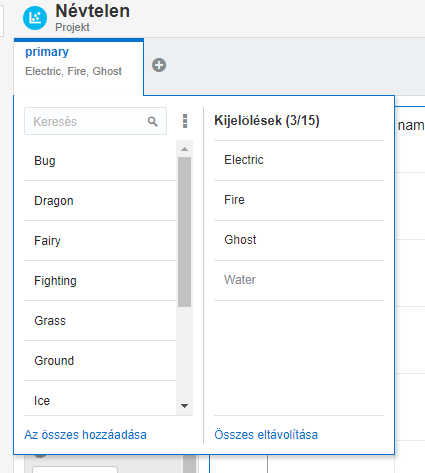 Névtelen
Projekt
primary
Electric, Fire, Ghost
Keresés
Bug
Dragon
Fairy
Fighting
Grass
Ground
Ice
Az összes hozzáadása
Kijelölések (3/15)
Electric
Fire
Ghost
Water
Összes eltávolítása
nam